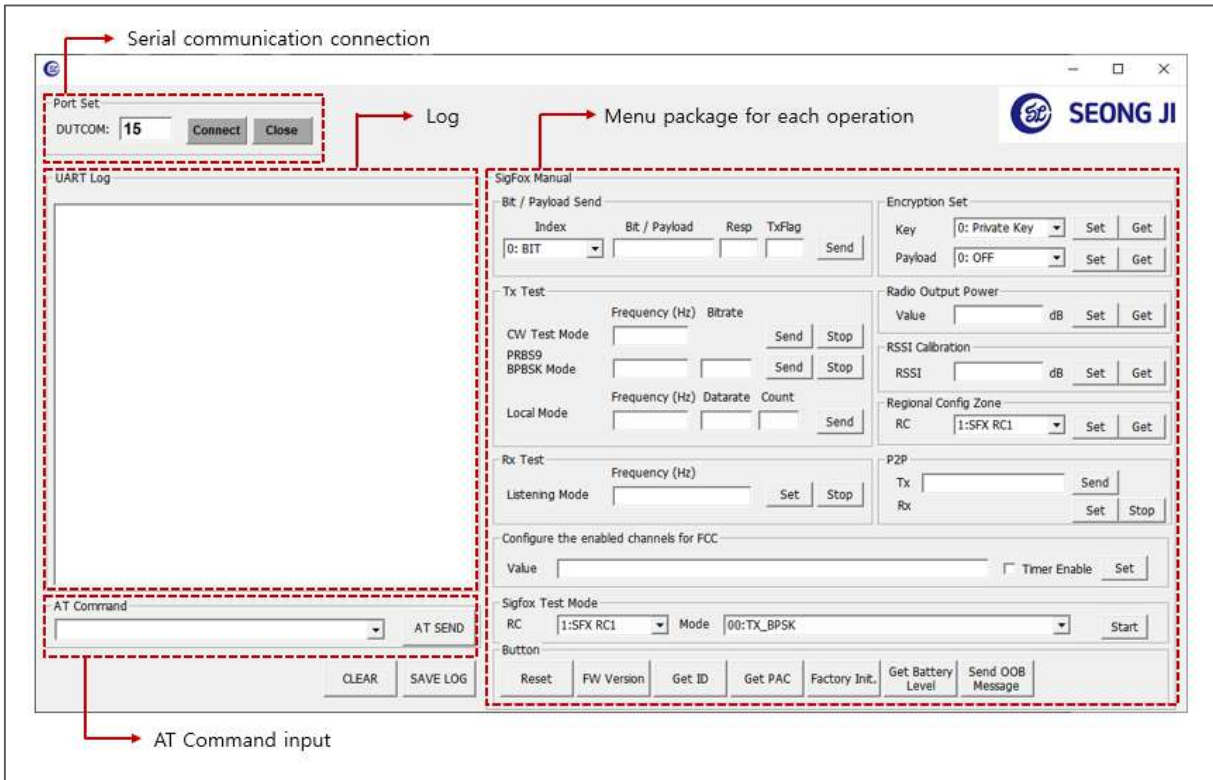 Serial communication connection
Port Set
DUTCOM: 15 Connect Close
Log
Menu package for each operation
SEONG JI
UART Log
SigFox Manual
Bit / Payload Send
Index Bit / Payload Resp TxFlag
0: BIT Send
Encryption Set
Key 0: Private Key Set Get
Payload 0: OFF Set Get
Tx Test
Frequency (Hz) Bitrate
CW Test Mode Send Stop
PRBS9
BPBSK Mode Send Stop
Frequency (Hz) Datarate Count
Local Mode Send
Radio Output Power
Value dB Set Get
RSSI Calibration
RSSI dB Set Get
Regional Config Zone
RC 1:SFX RC1 Set Get
Rx Test
Frequency (Hz)
Listening Mode Set Stop
P2P
Tx Send
Rx Set Stop
Configure the enabled channels for FCC
Value Timer Enable Set
AT Command
AT SEND
Sigfox Test Mode
RC 1:SFX RC1 Mode 00:TX_BPSK Start
CLEAR SAVE LOG
Button
Reset FW Version Get ID Get PAC Factory Init. Get Battery Level Send OOB Message
AT Command input